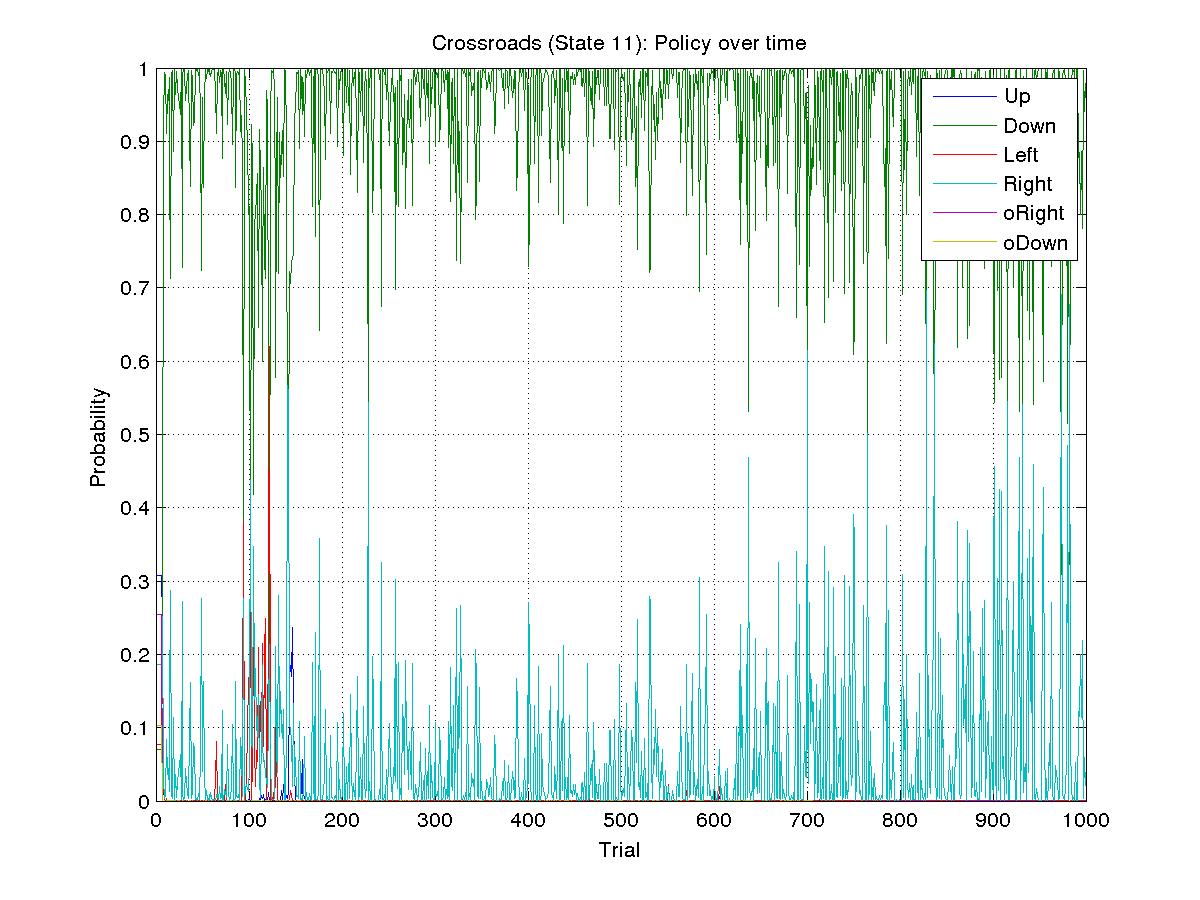 Crossroads (State 11): Policy over time
1
0.9
0.8
0.7
0.6
0.5
0.4
0.3
0.2
0.1
0
Probability
Up
Down
Left
Right
oRight
oDown
0 100 200 300 400 500 600 700 800 900 1000
Trial